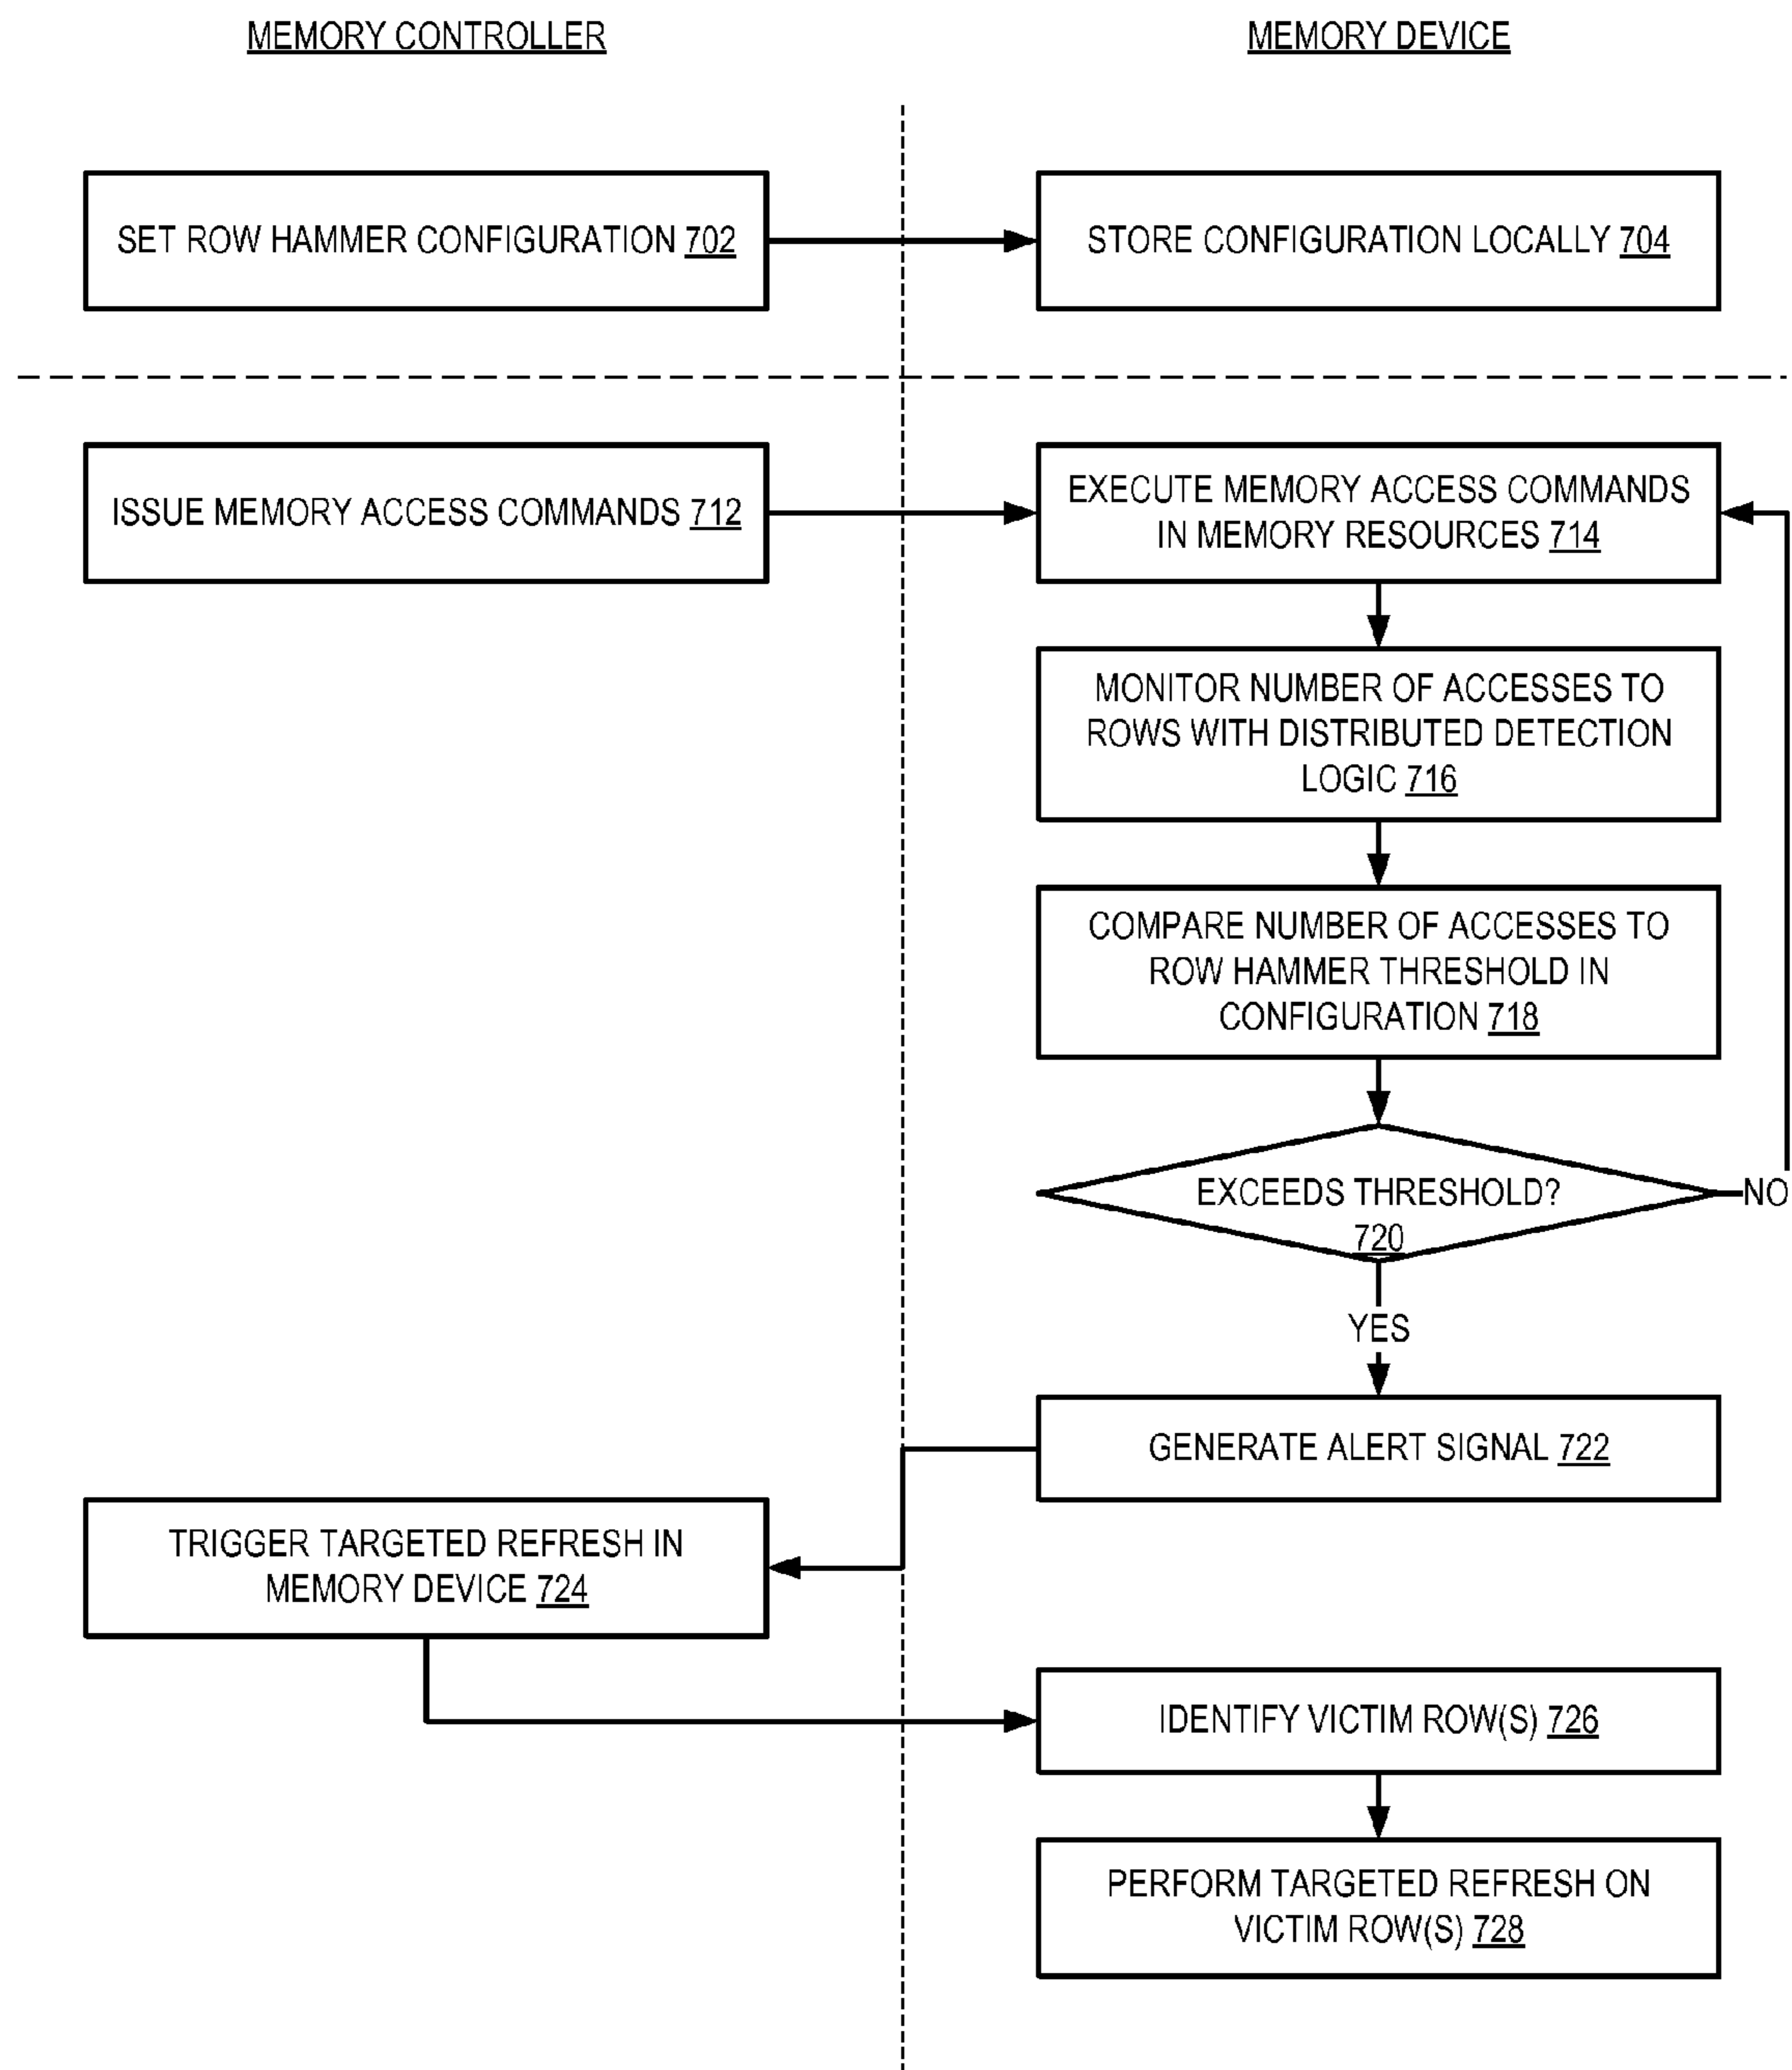 MEMORY CONTROLLER
MEMORY DEVICE
SET ROW HAMMER CONFIGURATION 702
STORE CONFIGURATION LOCALLY 704
ISSUE MEMORY ACCESS COMMANDS 712
EXECUTE MEMORY ACCESS COMMANDS
IN MEMORY RESOURCES 714
MONITOR NUMBER OF ACCESSES TO
ROWS WITH DISTRIBUTED DETECTION
LOGIC 716
COMPARE NUMBER OF ACCESSES TO
ROW HAMMER THRESHOLD IN
CONFIGURATION 718
EXCEEDS THRESHOLD?
720
NO
YES
GENERATE ALERT SIGNAL 722
TRIGGER TARGETED REFRESH IN
MEMORY DEVICE 724
IDENTIFY VICTIM ROW(S) 726
PERFORM TARGETED REFRESH ON
VICTIM ROW(S) 728